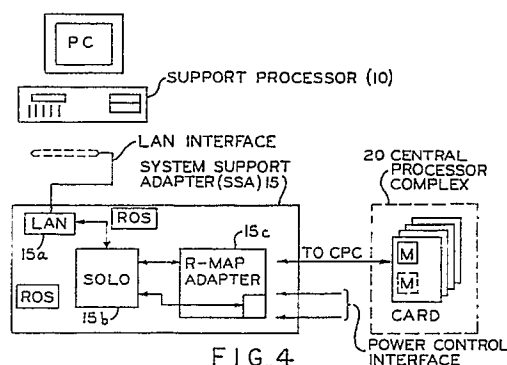 PC
SUPPORT PROCESSOR (10)
LAN INTERFACE
SYSTEM SUPPORT
ADAPTER (SSA) 15
20 CENTRAL
PROCESSOR
COMPLEX
LAN
ROS
15c
15a
SOLO
R-MAP
ADAPTER
TO CPC
M
M
ROS
15b
CARD
POWER CONTROL
INTERFACE
FIG 4